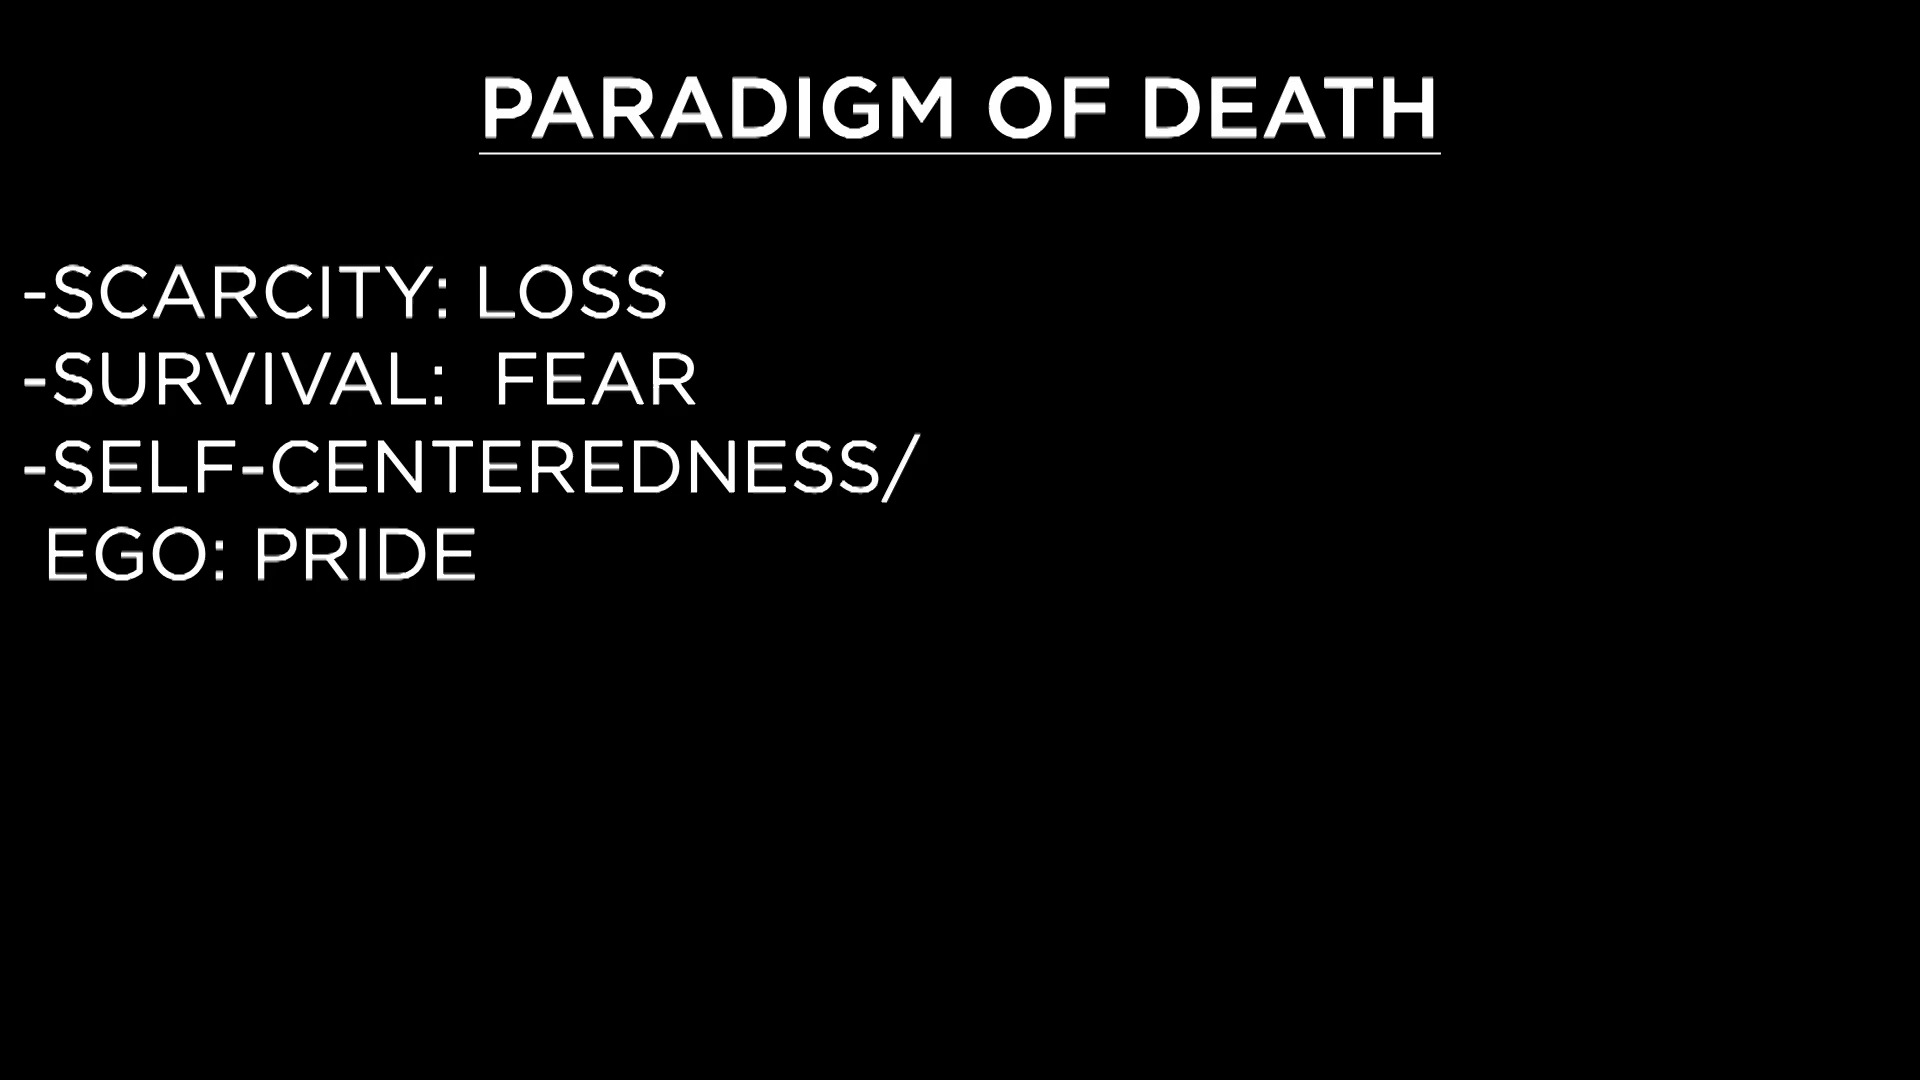 PARADIGM OF DEATH
-SCARCITY: LOSS
-SURVIVAL:  FEAR
-SELF-CENTEREDNESS/
EGO: PRIDE